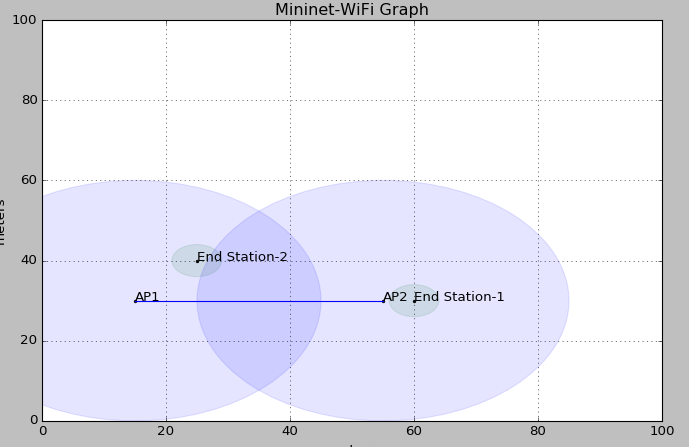 Mininet-WiFi Graph
100
80
60
40
20
0
meters
End Station-2
AP1
AP2
End Station-1
0
20
40
60
80
100